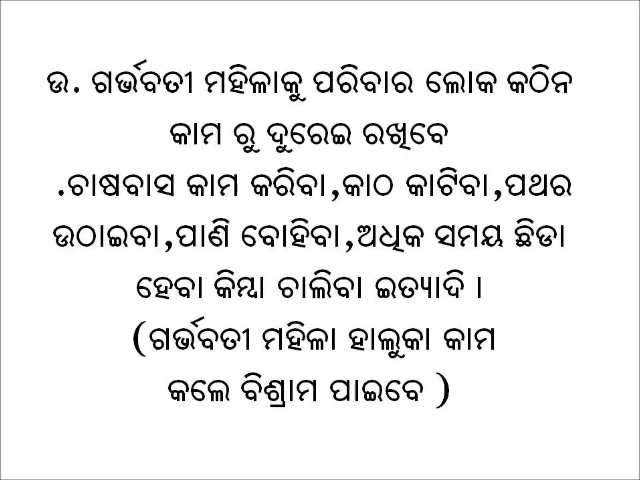 ଉ. ଗର୍ଭବତୀ ମହିଳାକୁ ପରିବାର ଲୋକ କଠିନ
କାମ ରୁ ଦୁରେଇ ରଖିବେ
.ଚାଷବାସ କାମ କରିବା,କାଠ କାଟିବା,ପଥର
ଉଠାଇବା,ପାଣି ବୋହିବା,ଅଧିକ ସମୟ ଛିଡା
ହେବା କିମ୍ବା ଚାଲିବା ଇତ୍ୟାଦି ।
(ଗର୍ଭବତୀ ମହିଳା ହାଲୁକା କାମ
କଲେ ବିଶ୍ରାମ ପାଇବେ )